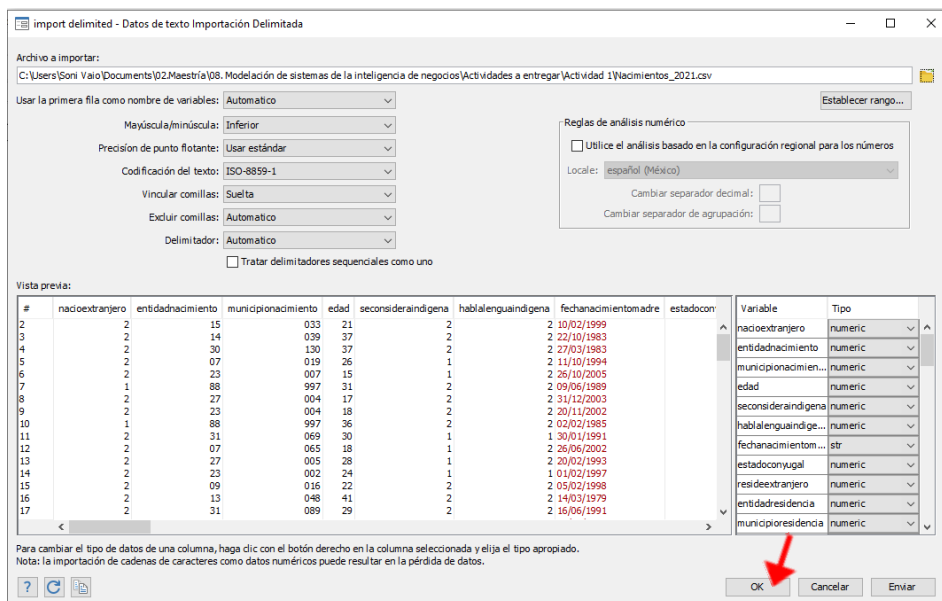 import delimited - Datos de texto Importación Delimitada
Archivo a importar:
C:\Users\Soni Vaio\Documents\02.Maestría\08. Modelación de sistemas de la inteligencia de negocios\Actividades a entregar\Actividad 1\Nacimientos_2021.csv
Usar la primera fila como nombre de variables: Automatico
Establecer rango...
Mayúscula/minúscula: Inferior
Reglas de análisis numérico
Precisíon de punto flotante: Usar estándar
Utilice el análisis basado en la configuración regional para los números
Codificación del texto: ISO-8859-1
Locale: español (México)
Vincular comillas: Suelta
Cambiar separador decimal:
Excluir comillas: Automatico
Cambiar separador de agrupación:
Delimitador: Automatico
Tratar delimitadores sequenciales como uno
Vista previa:
# nacioextranjero entidadnacimiento municipionacimiento edad seconsideraindigena hablalenguaindigena fechanacimientomadre estadocon Variable Tipo
2 2 15 033 21 2 2 10/02/1999 nacioextranjero numeric
3 2 14 039 37 2 2 22/10/1983
4 2 30 130 37 2 2 27/03/1983 entidadnacimiento numeric
5 2 07 019 26 1 2 11/10/1994 municipionacimien... numeric
6 2 23 007 15 1 2 26/10/2005
7 1 88 997 31 2 2 09/06/1989 edad numeric
8 2 27 004 17 2 2 31/12/2003 seconsideraindigena numeric
9 2 23 004 18 2 2 20/11/2002
10 1 88 997 36 2 2 02/02/1985 hablalenguaindige... numeric
11 2 31 069 30 1 1 30/01/1991
12 2 07 065 18 1 2 26/06/2002 fechanacimientom... str
13 2 27 005 28 1 2 20/02/1993 estadoconyugal numeric
14 2 23 002 24 1 1 01/02/1997
15 2 09 016 22 2 2 05/02/1998 resideextranjero numeric
16 2 13 048 41 2 2 14/03/1979 entidadresidencia numeric
17 2 31 089 29 2 2 16/06/1991 municipioresidencia numeric
Para cambiar el tipo de datos de una columna, haga clic con el botón derecho en la columna seleccionada y elija el tipo apropiado.
Nota: la importación de cadenas de caracteres como datos numéricos puede resultar en la pérdida de datos.
? OK Cancelar Enviar